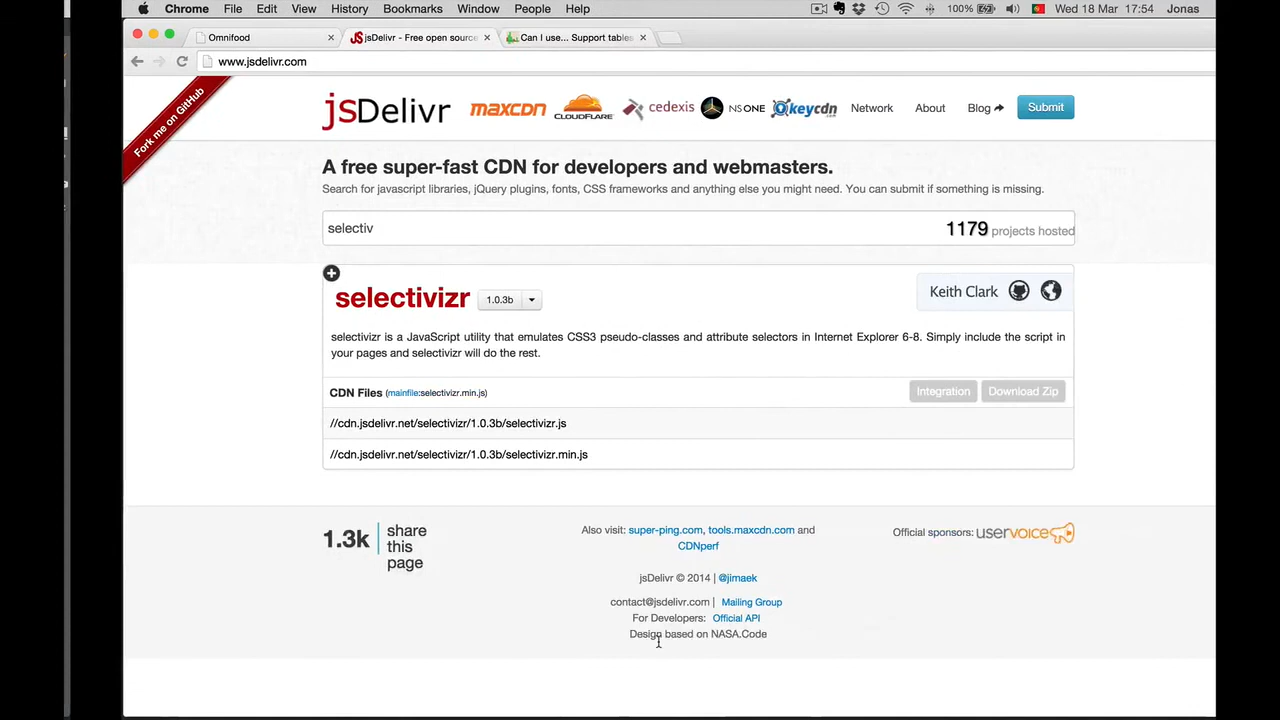 Chrome File Edit View History Bookmarks Window People Help 100% Wed 18 Mar 17:54 Jonas
Omnifood jsDelivr - Free open source Can I use... Support tables
www.jsdelivr.com
Fork me on GitHub
jsDelivr maxcdn CLOUDFLARE cedexis NSONE keycdn Network About Blog Submit
A free super-fast CDN for developers and webmasters.
Search for javascript libraries, jQuery plugins, fonts, CSS frameworks and anything else you might need. You can submit if something is missing.
selectiv 1179 projects hosted
selectivizr 1.0.3b Keith Clark
selectivizr is a JavaScript utility that emulates CSS3 pseudo-classes and attribute selectors in Internet Explorer 6-8. Simply include the script in
your pages and selectivizr will do the rest.
CDN Files (mainfile:selectivizr.min.js) Integration Download Zip
//cdn.jsdelivr.net/selectivizr/1.0.3b/selectivizr.js
//cdn.jsdelivr.net/selectivizr/1.0.3b/selectivizr.min.js
1.3k share
this
page
Also visit: super-ping.com, tools.maxcdn.com and
CDNperf
Official sponsors: uservoice
jsDelivr © 2014 | @jimaek
contact@jsdelivr.com | Mailing Group
For Developers: Official API
Design based on NASA.Code